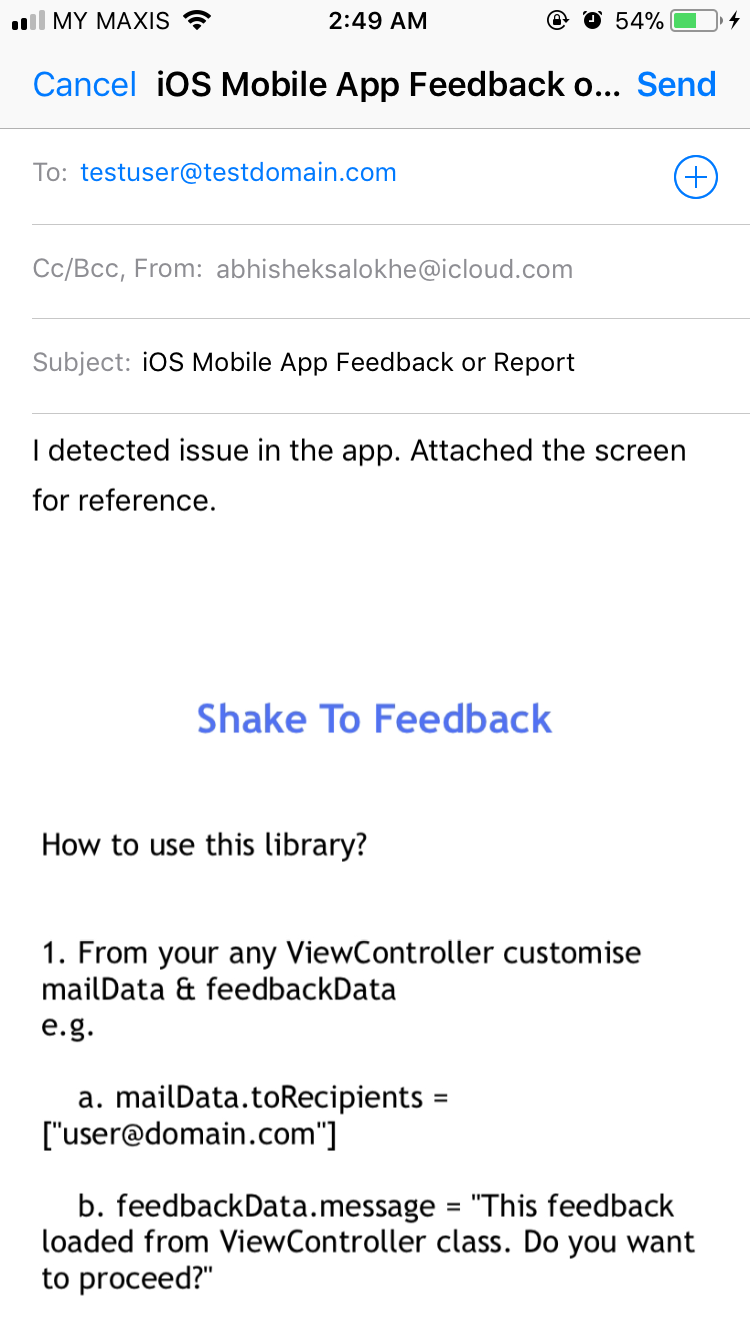 MY MAXIS 2:49 AM 54%
Cancel iOS Mobile App Feedback o... Send
To: testuser@testdomain.com
Cc/Bcc, From: abhisheksalokhe@icloud.com
Subject: iOS Mobile App Feedback or Report
I detected issue in the app. Attached the screen
for reference.
Shake To Feedback
How to use this library?
1. From your any ViewController customise
mailData & feedbackData
e.g.
a. mailData.toRecipients =
["user@domain.com"]
b. feedbackData.message = "This feedback
loaded from ViewController class. Do you want
to proceed?"